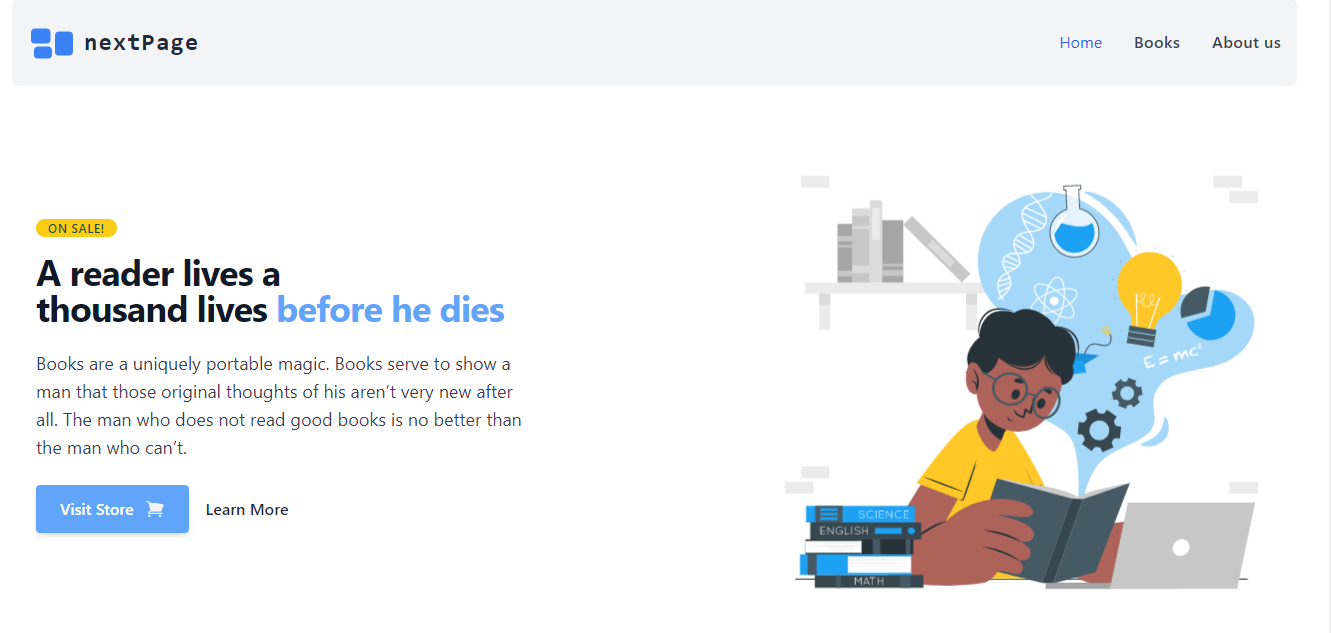 nextPage
Home Books About us
ON SALE!
A reader lives a
thousand lives before he dies
Books are a uniquely portable magic. Books serve to show a
man that those original thoughts of his aren’t very new after
all. The man who does not read good books is no better than
the man who can’t.
Visit Store Learn More
E = mc²
SCIENCE
ENGLISH
MATH